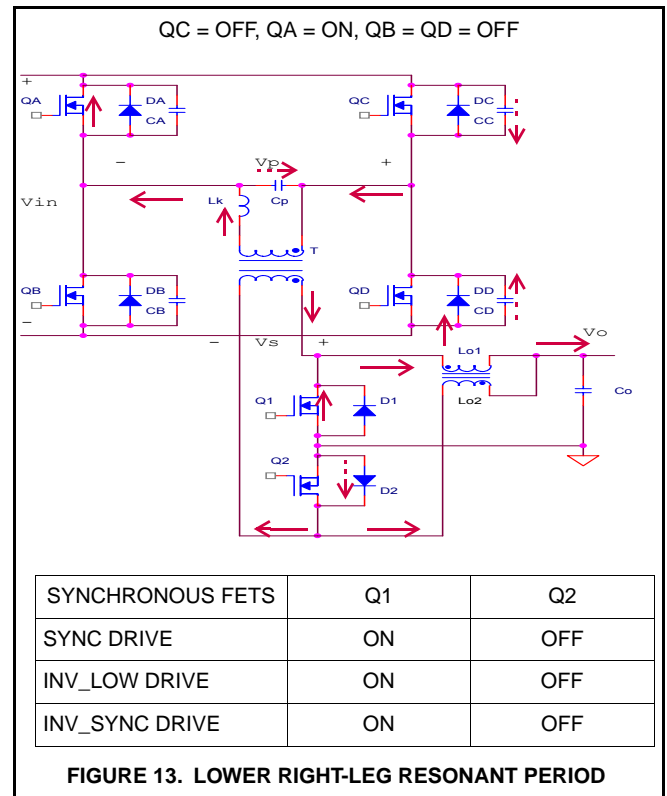 QC = OFF, QA = ON, QB = QD = OFF
+
QA
DA
CA
QC
DC
CC
−
Vp
+
Vin
Lk
Cp
T
QB
DB
CB
QD
DD
CD
−
−
Vs
+
Lo1
Vo
Lo2
Co
Q1
D1
Q2
D2
SYNCHRONOUS FETS Q1 Q2
SYNC DRIVE ON OFF
INV_LOW DRIVE ON OFF
INV_SYNC DRIVE ON OFF
FIGURE 13. LOWER RIGHT-LEG RESONANT PERIOD